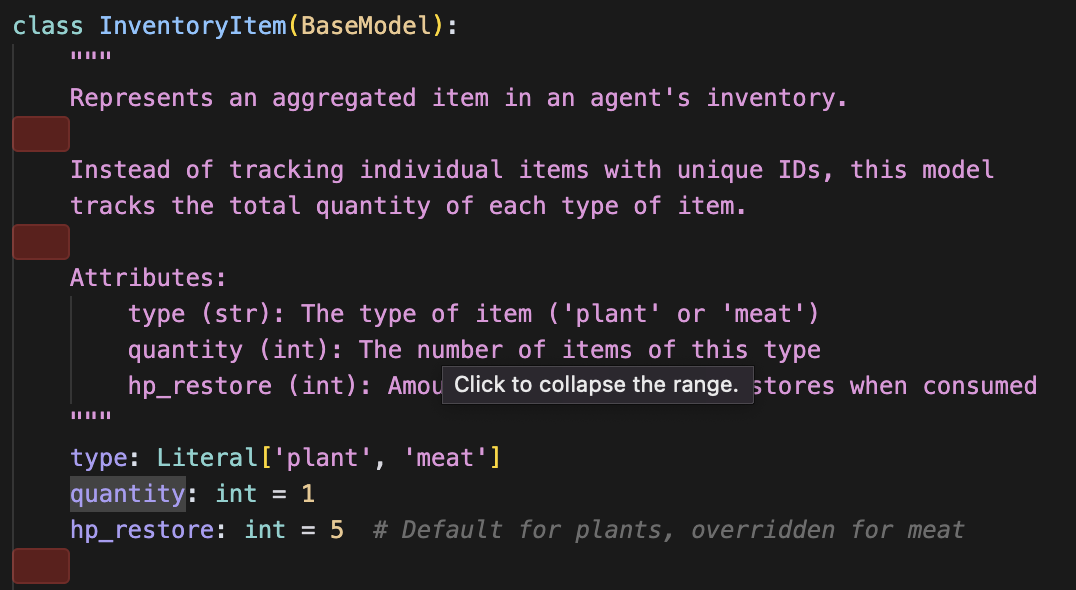 class InventoryItem(BaseModel):
"""
Represents an aggregated item in an agent's inventory.
Instead of tracking individual items with unique IDs, this model
tracks the total quantity of each type of item.
Attributes:
type (str): The type of item ('plant' or 'meat')
quantity (int): The number of items of this type
hp_restore (int): Click to collapse the range. when consumed
"""
type: Literal['plant', 'meat']
quantity: int = 1
hp_restore: int = 5  # Default for plants, overridden for meat